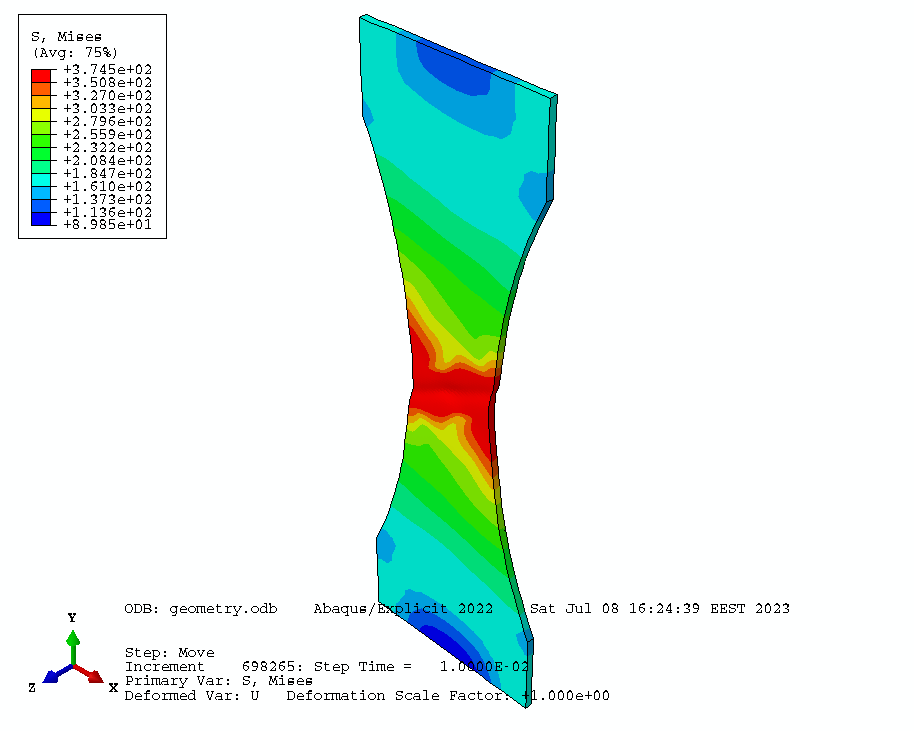 S, Mises
(Avg: 75%)
+3.745e+02
+3.508e+02
+3.270e+02
+3.033e+02
+2.796e+02
+2.559e+02
+2.322e+02
+2.084e+02
+1.847e+02
+1.610e+02
+1.373e+02
+1.136e+02
+8.985e+01
ODB: geometry.odb    Abaqus/Explicit 2022    Sat Jul 08 16:24:39 EEST 2023
Y
Z
X
Step: Move
Increment    698265: Step Time =    1.0000E-02
Primary Var: S, Mises
Deformed Var: U   Deformation Scale Factor: +1.000e+00